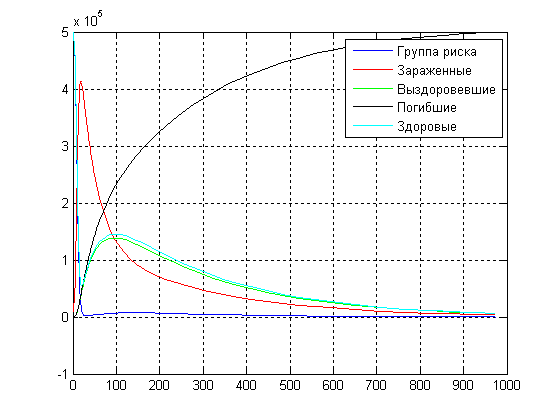 x 10^5
5
4
3
2
1
0
-1
0 100 200 300 400 500 600 700 800 900 1000
Группа риска
Зараженные
Выздоровевшие
Погибшие
Здоровые